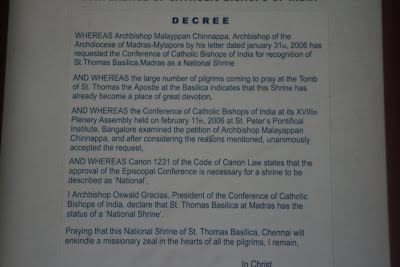 CONFERENCE OF CATHOLIC BISHOPS OF INDIA
DECREE
WHEREAS Archbishop Malayppan Chinnappa, Archbishop of the
Archdiocese of Madras-Mylapore by his letter dated january 31st, 2006 has
requested the Conference of Catholic Bishops of India for recognition of
St.Thomas Basilica,Madras as a National Shrine
AND WHEREAS the large number of pilgrims coming to pray at the Tomb
of St. Thomas the Apostle at the Basilica indicates that this Shrine has
already become a place of great devotion,
AND WHEREAS the Conference of Catholic Bishops of India at its XVIIIth
Plenery Assembly held on february 11th, 2006 at St. Peter's Pontifical
Institute, Bangalore examined the petition of Archbishop Malayappan
Chinnappa, and after considering the reasons mentioned, unanimously
accepted the request,
AND WHEREAS Canon 1231 of the Code of Canon Law states that the
approval of the Episcopal Conference is necessary for a shrine to be
described as 'National'.
I Archbishop Oswald Gracias, President of the Conference of Catholic
Bishops of India, declare that St. Thomas Basilica at Madras has the
status of a 'National Shrine'.
Praying that this National Shrine of St. Thomas Basilica, Chennai will
enkindle a missionary zeal in the hearts of all the pilgrims, I remain,
In Christ